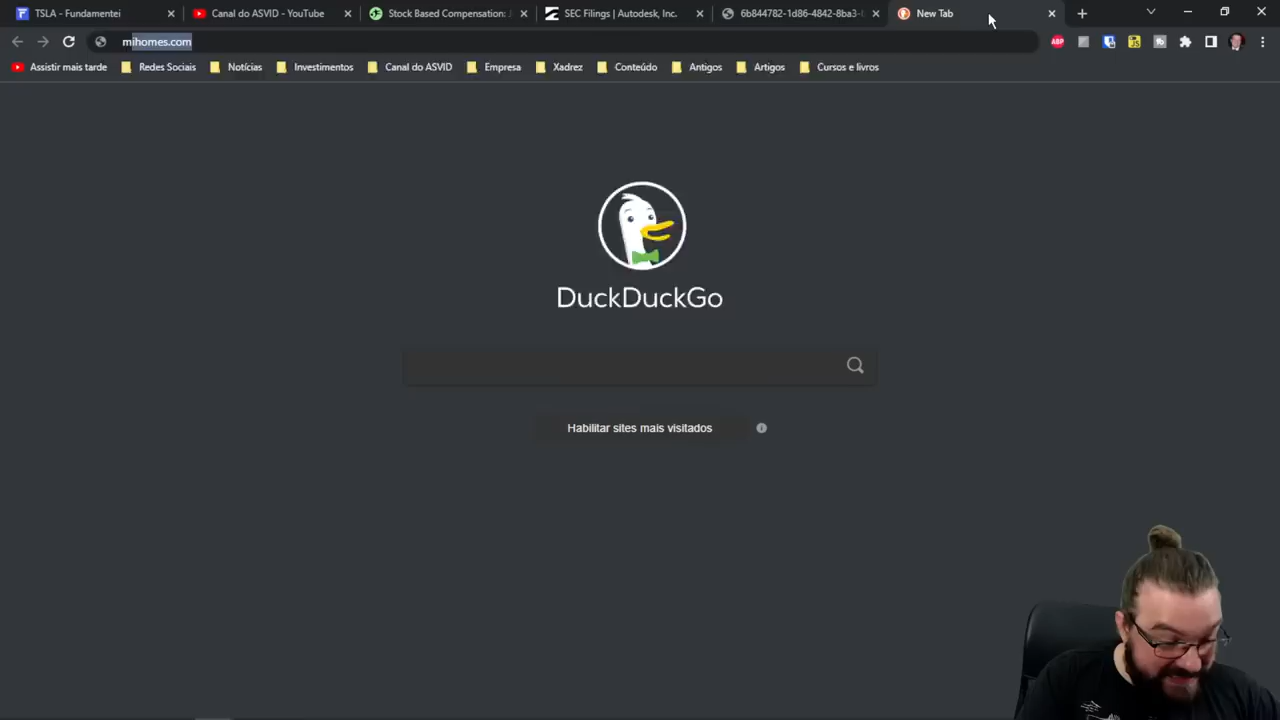 TSLA - Fundamentei
Canal do ASVID - YouTube
Stock Based Compensation:
SEC Filings | Autodesk, Inc.
6b844782-1d86-4842-8ba3-
New Tab
mihomes.com
ABP
Assistir mais tarde
Redes Sociais
Notícias
Investimentos
Canal do ASVID
Empresa
Xadrez
Conteúdo
Antigos
Artigos
Cursos e livros
DuckDuckGo
Habilitar sites mais visitados